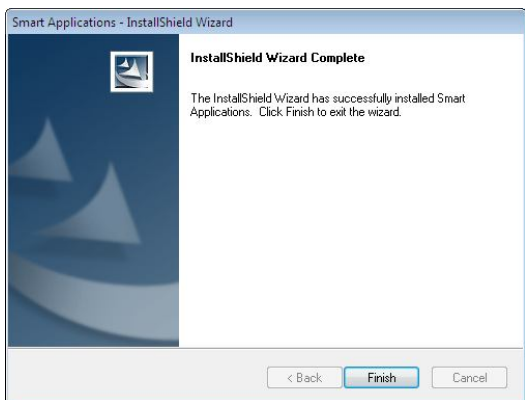 Smart Applications - InstallShield Wizard
InstallShield Wizard Complete
The InstallShield Wizard has successfully installed Smart
Applications. Click Finish to exit the wizard.
< Back
Finish
Cancel